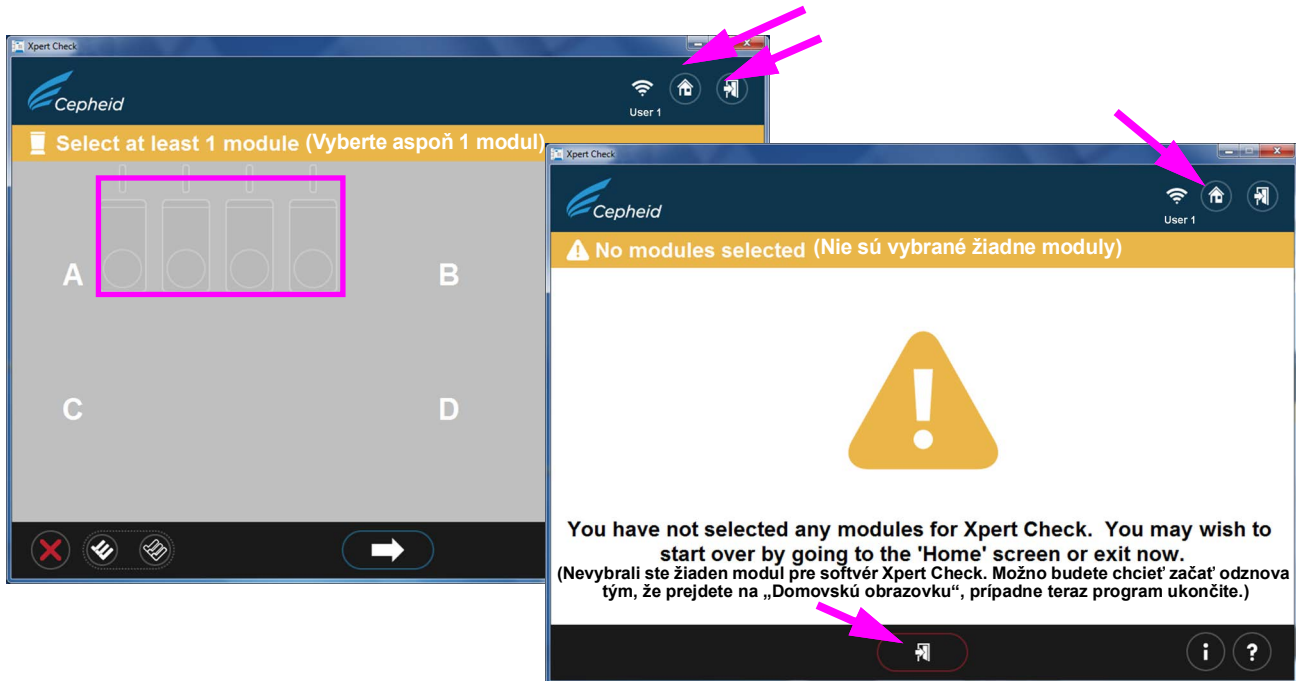 Xpert Check
Cepheid
User 1
Select at least 1 module (Vyberte aspoň 1 modul)
A
B
C
D
Xpert Check
Cepheid
User 1
No modules selected (Nie sú vybrané žiadne moduly)
You have not selected any modules for Xpert Check. You may wish to
start over by going to the 'Home' screen or exit now.
(Nevybrali ste žiaden modul pre softvér Xpert Check. Možno budete chcieť začať odznova
tým, že prejdete na „Domovskú obrazovku“, prípadne teraz program ukončite.)
i ?